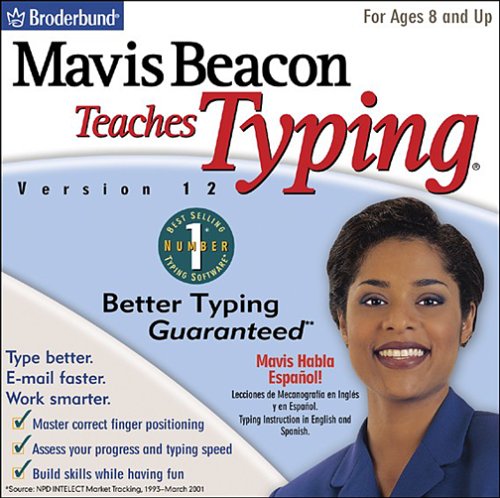 Broderbund®
For Ages 8 and Up
Mavis Beacon
Teaches Typing®
Version 12
BEST SELLING
NUMBER
1*
TYPING SOFTWARE*
Better Typing
Guaranteed**
Mavis Habla
Español!
Lecciones de Mecanografía en Inglés
y en Español.
Typing Instruction in English and
Spanish.
Type better.
E-mail faster.
Work smarter.
Master correct finger positioning
Assess your progress and typing speed
Build skills while having fun
*Source: NPD INTELECT Market Tracking, 1993–March 2001